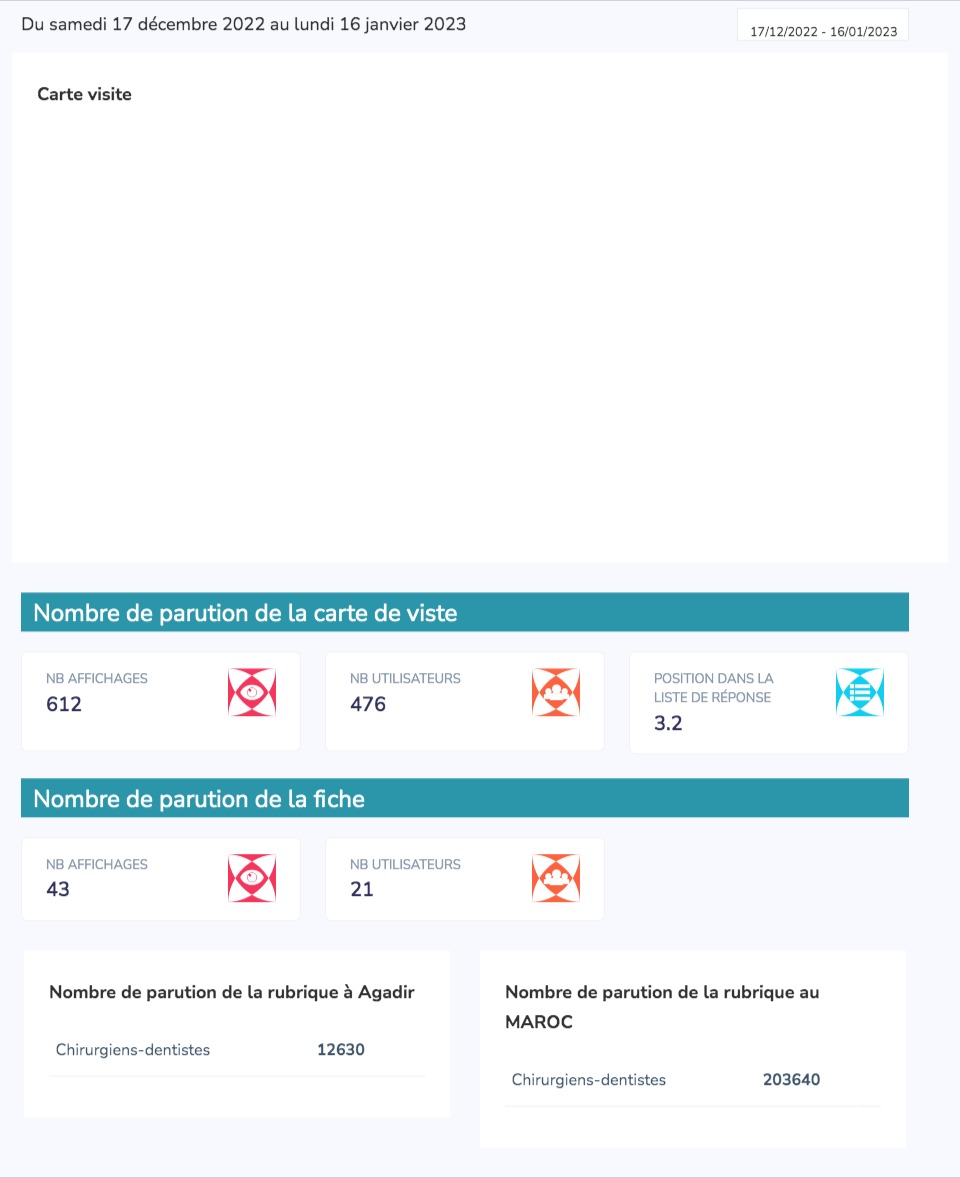 Du samedi 17 décembre 2022 au lundi 16 janvier 2023
17/12/2022 - 16/01/2023
Carte visite
Nombre de parution de la carte de viste
NB AFFICHAGES
612
NB UTILISATEURS
476
POSITION DANS LA
LISTE DE RÉPONSE
3.2
Nombre de parution de la fiche
NB AFFICHAGES
43
NB UTILISATEURS
21
Nombre de parution de la rubrique à Agadir
Chirurgiens-dentistes 12630
Nombre de parution de la rubrique au
MAROC
Chirurgiens-dentistes 203640